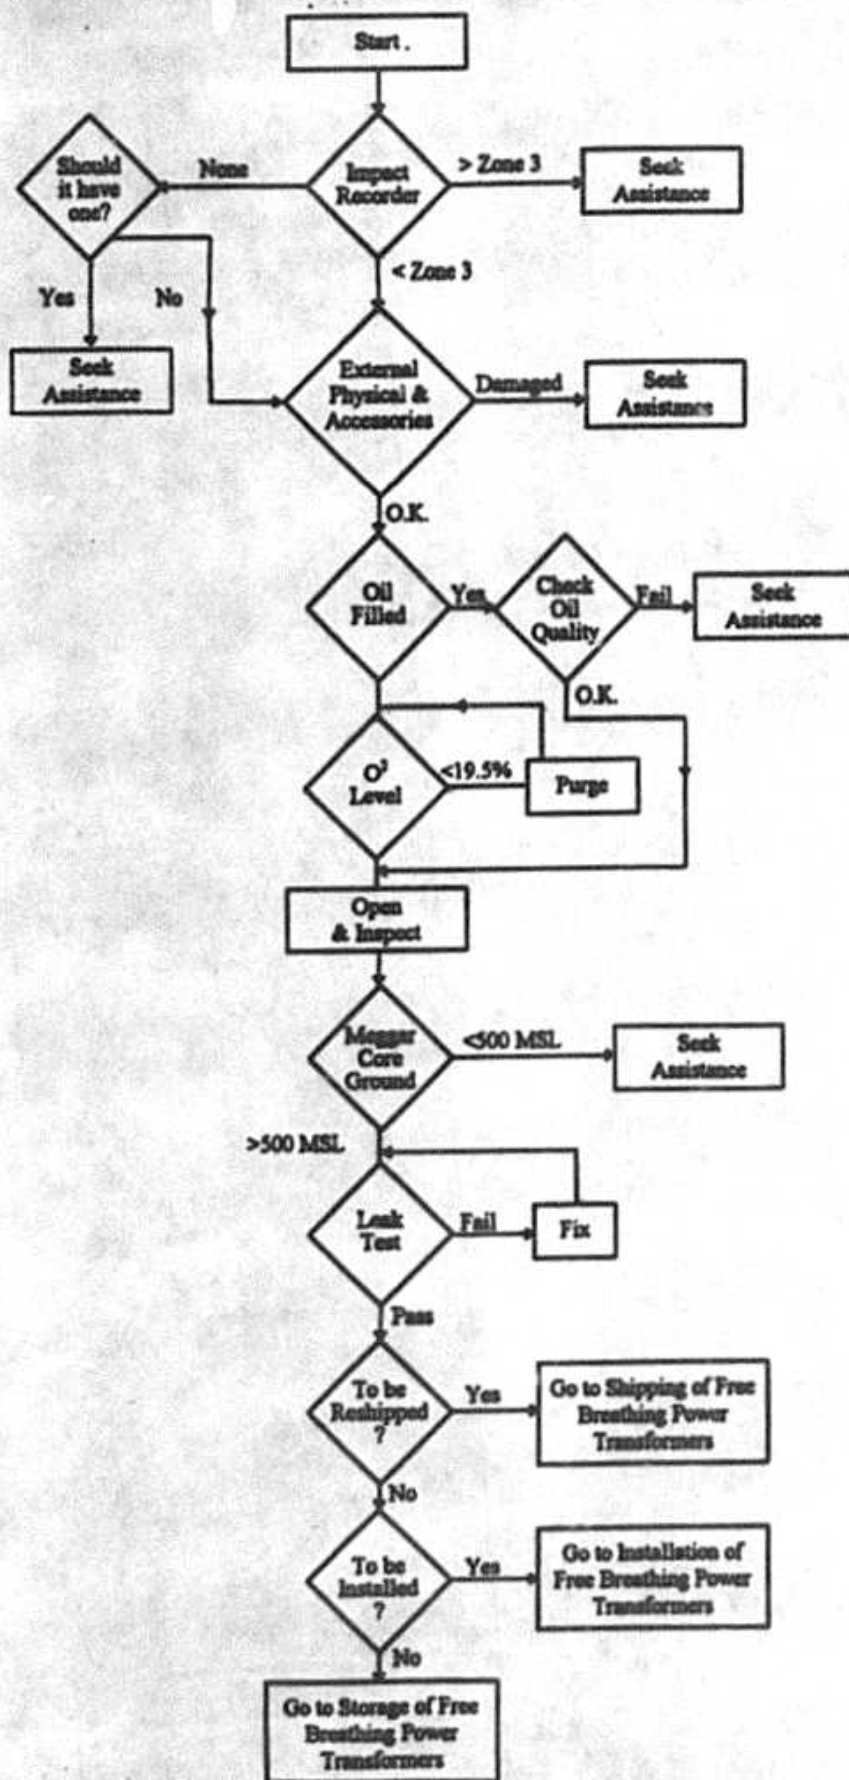 Start .
Should
it have
one?
None
Impact
Recorder
> Zone 3
Seek
Assistance
< Zone 3
Yes
No
Seek
Assistance
External
Physical &
Accessories
Damaged
Seek
Assistance
O.K.
Oil
Filled
Yes
Check
Oil
Quality
Fail
Seek
Assistance
O.K.
O²
Level
<19.5%
Purge
Open
& Inspect
Meggar
Core
Ground
<500 MSL
Seek
Assistance
>500 MSL
Leak
Test
Fail
Fix
Pass
To be
Reshipped
?
Yes
Go to Shipping of Free
Breathing Power
Transformers
No
To be
Installed
?
Yes
Go to Installation of
Free Breathing Power
Transformers
No
Go to Storage of Free
Breathing Power
Transformers